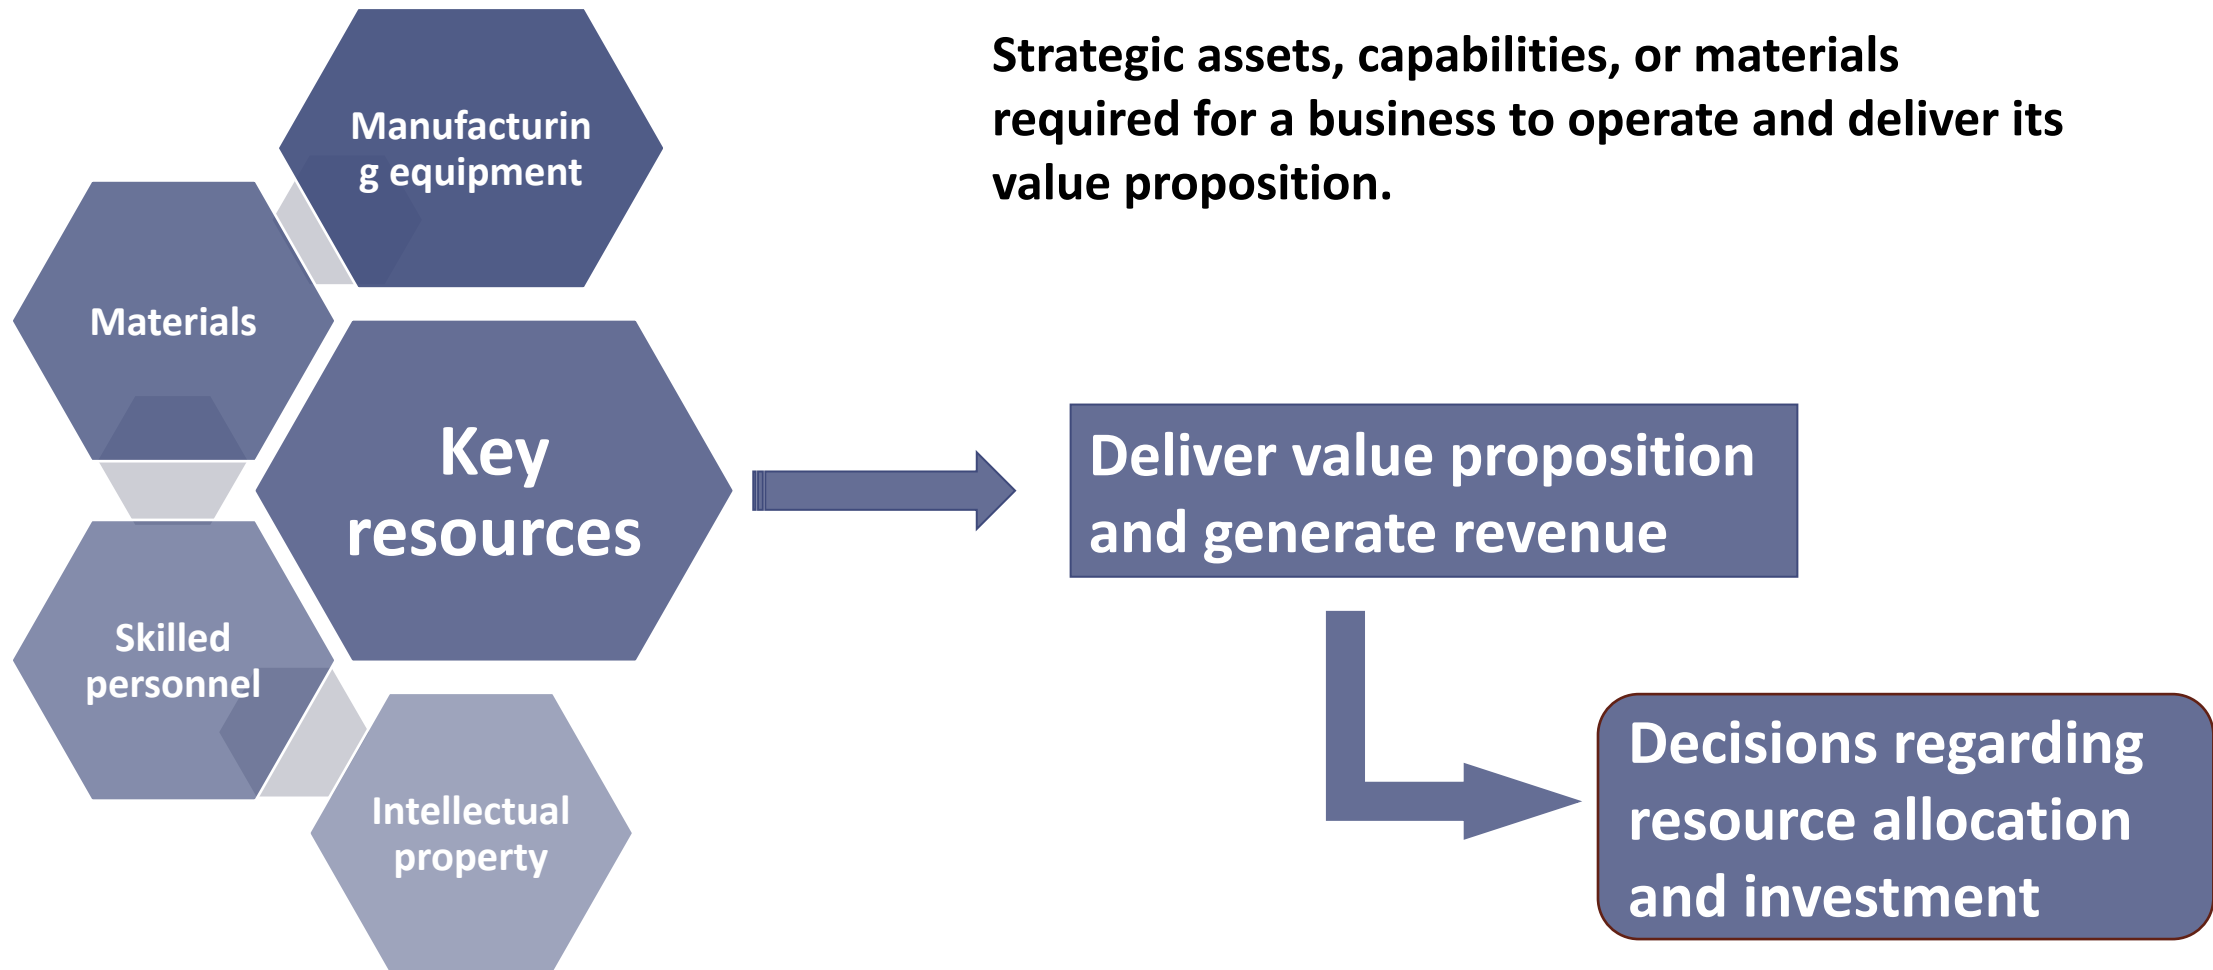 Strategic assets, capabilities, or materials
required for a business to operate and deliver its
value proposition.
Manufacturin
g equipment
Materials
Key
resources
Skilled
personnel
Intellectual
property
Deliver value proposition
and generate revenue
Decisions regarding
resource allocation
and investment